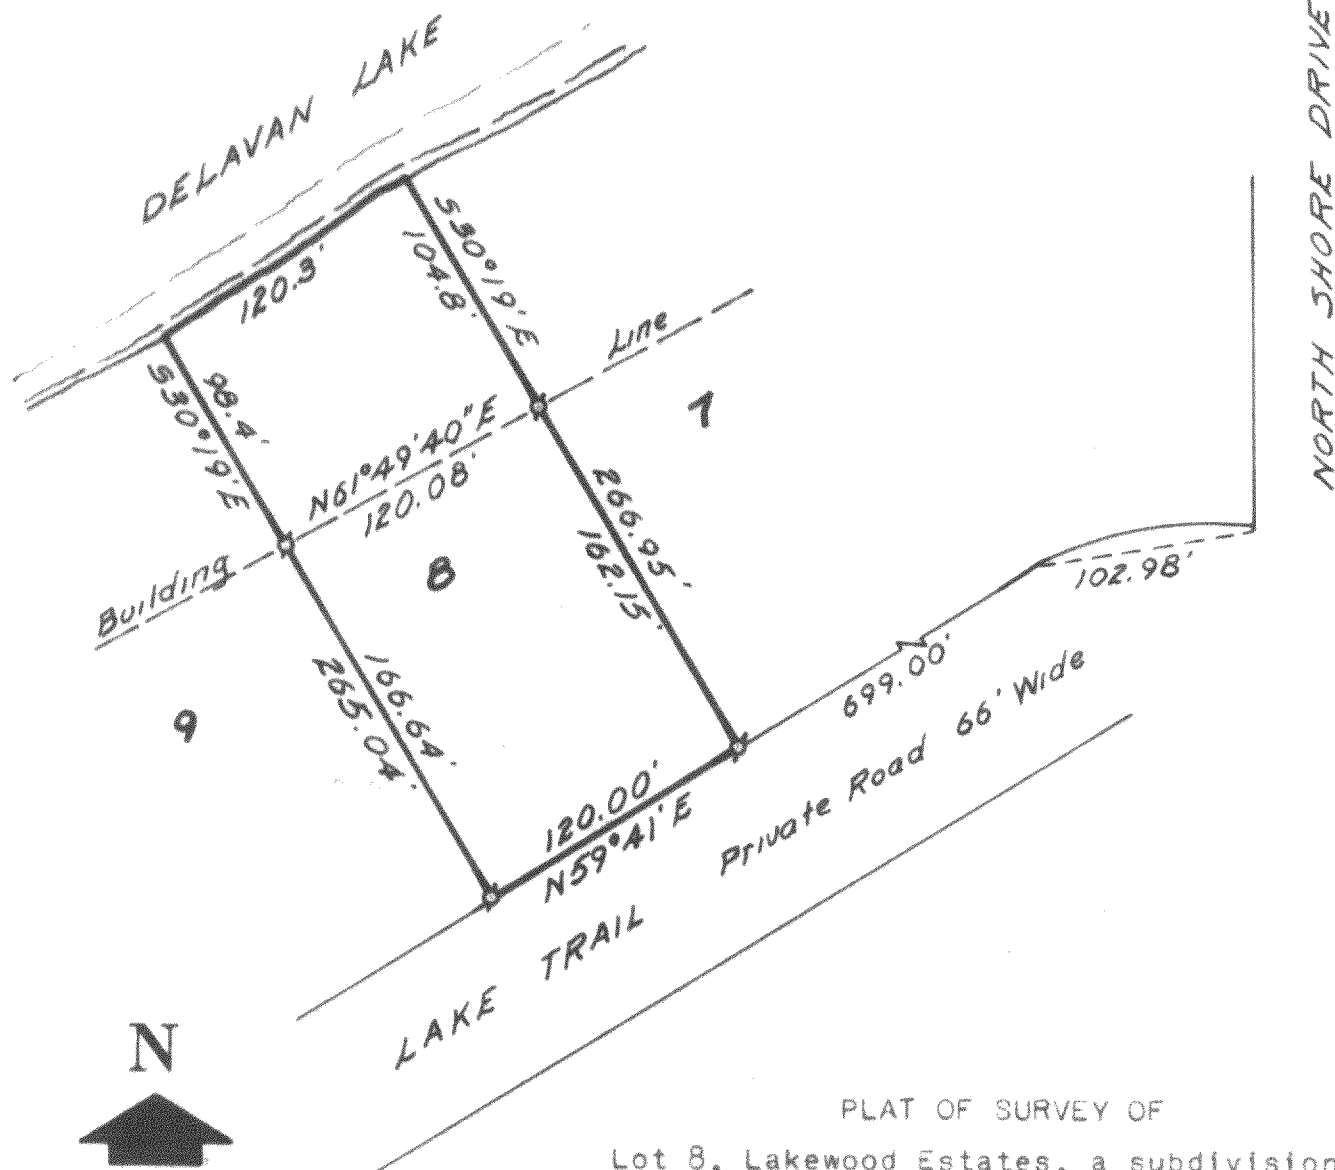 DELAVAN LAKE
NORTH SHORE DRIVE
120.3'
S30°19'E
104.8'
S30°19'E
98.4'
Building
Line
N61°49'40"E
120.08'
7
8
9
266.95'
162.15'
166.64'
265.04'
102.98'
699.00'
120.00'
N59°41'E
Private Road 66' Wide
LAKE TRAIL
N
PLAT OF SURVEY OF
Lot 8, Lakewood Estates, a subdivision